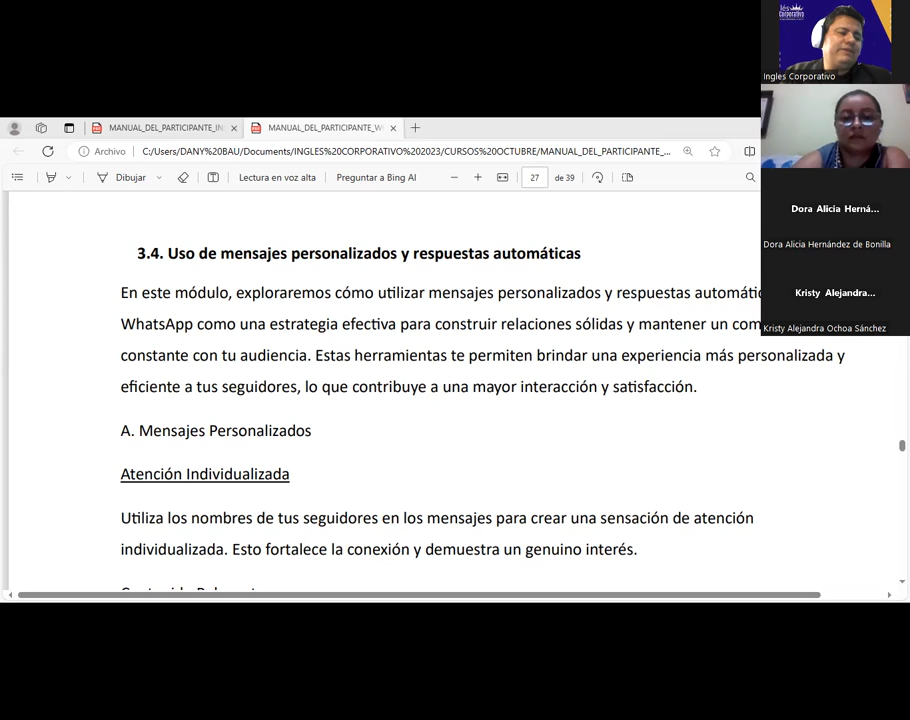 lés
Corporativo
Ingles Corporativo
MANUAL_DEL_PARTICIPANTE_IN
MANUAL_DEL_PARTICIPANTE_W
Archivo
C:/Users/DANY%20BAU/Documents/INGLES%20CORPORATIVO%202023/CURSOS%20OCTUBRE/MANUAL_DEL_PARTICIPANTE_...
Dibujar
Lectura en voz alta
Preguntar a Bing AI
27
de 39
Dora Alicia Herná...
Dora Alicia Hernández de Bonilla
Kristy Alejandra...
Kristy Alejandra Ochoa Sánchez
3.4. Uso de mensajes personalizados y respuestas automáticas
En este módulo, exploraremos cómo utilizar mensajes personalizados y respuestas automátic
WhatsApp como una estrategia efectiva para construir relaciones sólidas y mantener un com
constante con tu audiencia. Estas herramientas te permiten brindar una experiencia más personalizada y
eficiente a tus seguidores, lo que contribuye a una mayor interacción y satisfacción.
A. Mensajes Personalizados
Atención Individualizada
Utiliza los nombres de tus seguidores en los mensajes para crear una sensación de atención
individualizada. Esto fortalece la conexión y demuestra un genuino interés.